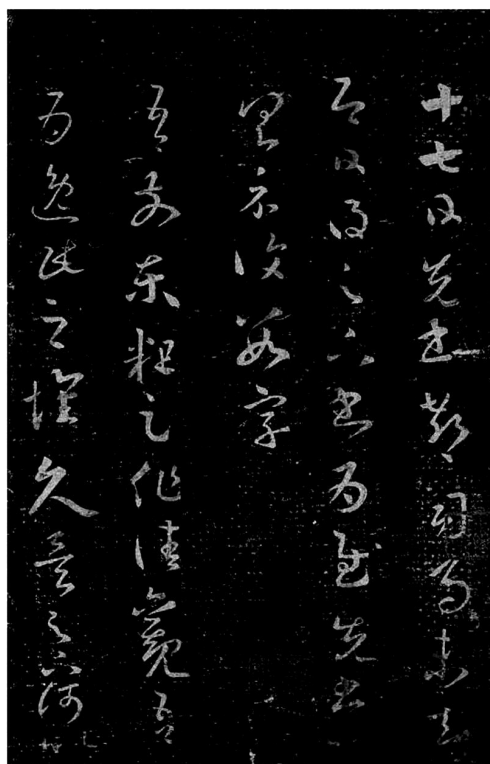 十七日先書郗司馬未去
即日得足下書為慰先書以
具示復數字
吾前東粗足作佳觀吾
為逸民之懷久矣足下何以